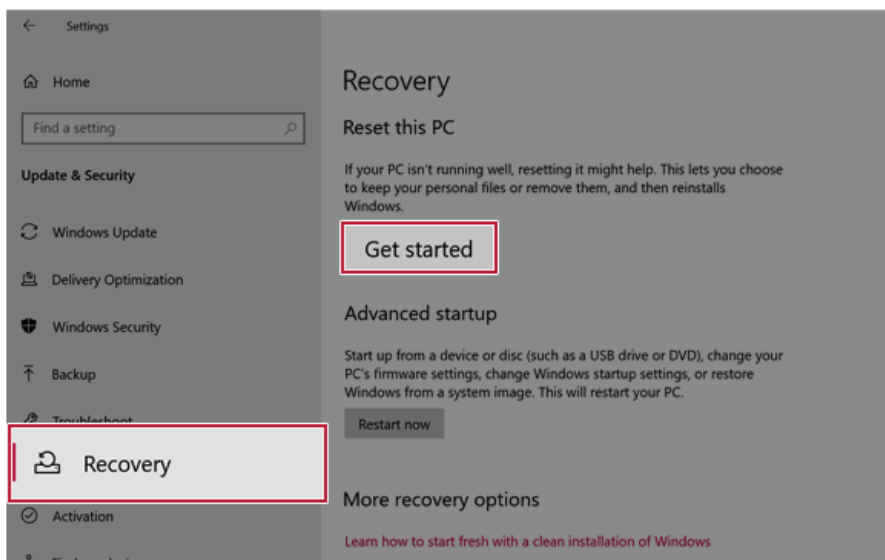 Settings
Home
Find a setting
Update & Security
Windows Update
Delivery Optimization
Windows Security
Backup
Troubleshoot
Recovery
Activation
Recovery
Reset this PC
If your PC isn't running well, resetting it might help. This lets you choose
to keep your personal files or remove them, and then reinstalls
Windows.
Get started
Advanced startup
Start up from a device or disc (such as a USB drive or DVD), change your
PC's firmware settings, change Windows startup settings, or restore
Windows from a system image. This will restart your PC.
Restart now
More recovery options
Learn how to start fresh with a clean installation of Windows